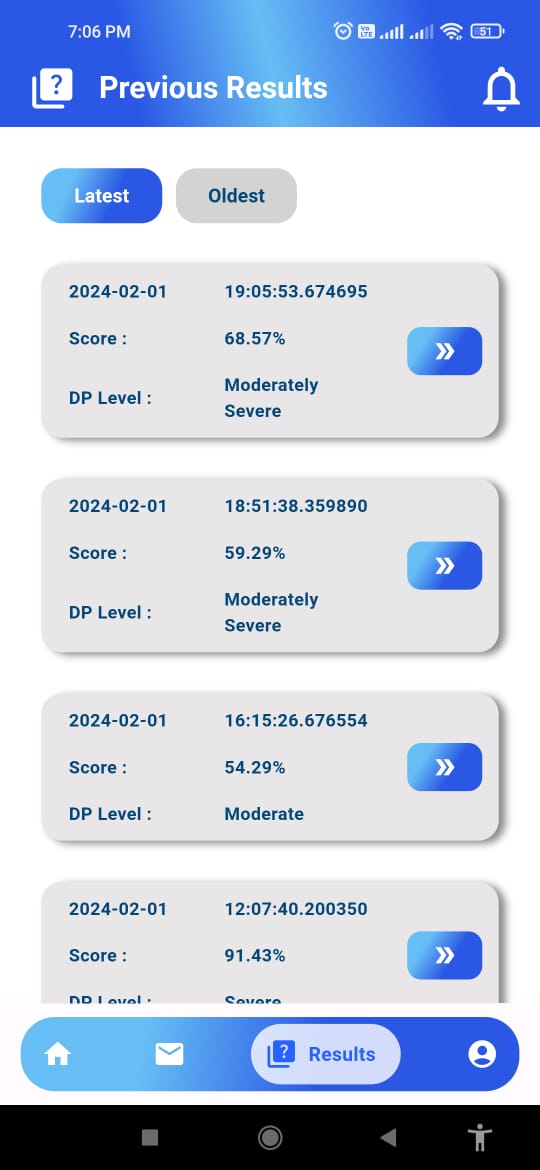 7:06 PM
Vo
LTE
51
Previous Results
Latest Oldest
2024-02-01 19:05:53.674695
Score : 68.57%
DP Level : Moderately
Severe
2024-02-01 18:51:38.359890
Score : 59.29%
DP Level : Moderately
Severe
2024-02-01 16:15:26.676554
Score : 54.29%
DP Level : Moderate
2024-02-01 12:07:40.200350
Score : 91.43%
DP Level : Severe
Results